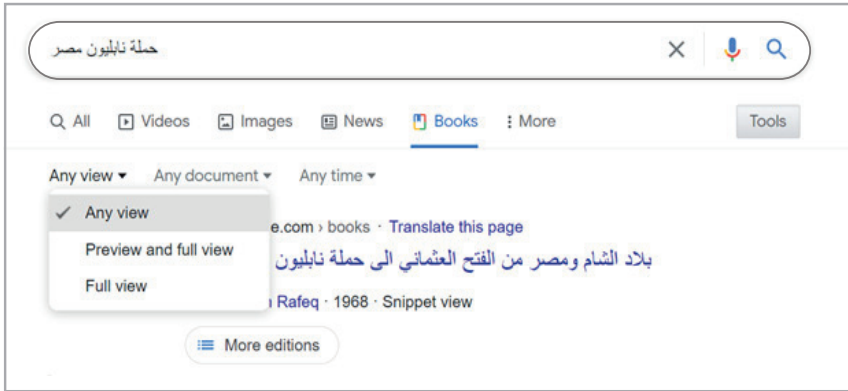 حملة نابليون مصر
All Videos Images News Books More Tools
Any view Any document Any time
Any view
e.com › books · Translate this page
Preview and full view
بلاد الشام ومصر من الفتح العثماني الى حملة نابليون
Full view
Rafeq · 1968 · Snippet view
More editions